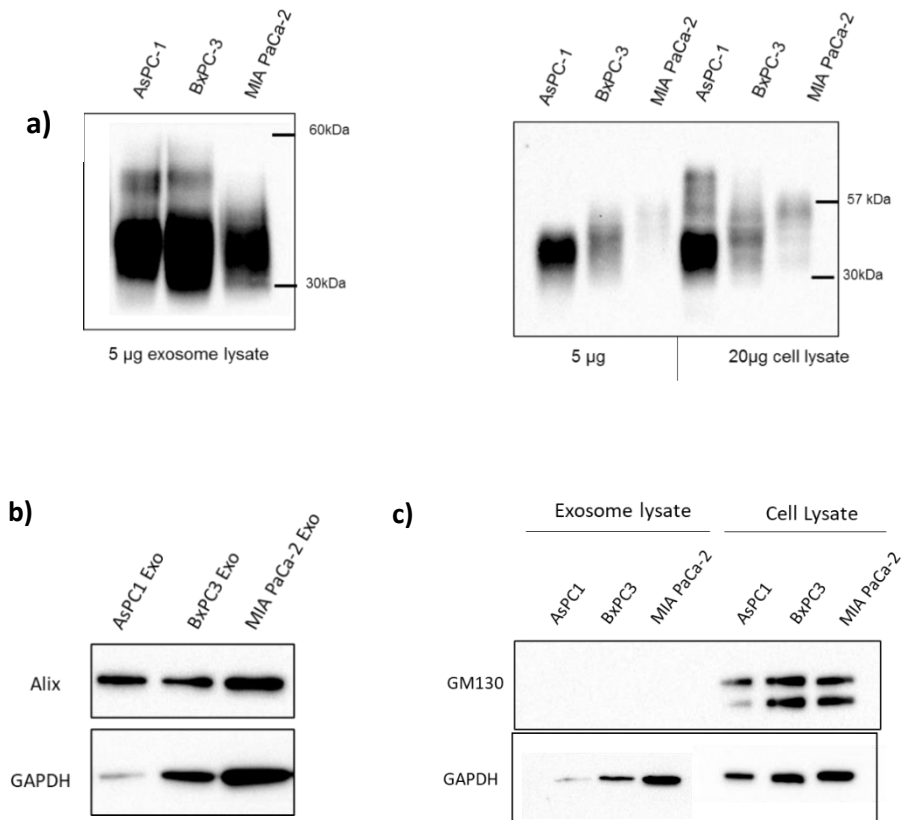 a)
AsPC-1
BxPC-3
MIA PaCa-2
60kDa
30kDa
5 µg exosome lysate
AsPC-1
BxPC-3
MIA PaCa-2
AsPC-1
BxPC-3
MIA PaCa-2
57 kDa
30kDa
5 µg
20µg cell lysate
b)
AsPC1 Exo
BxPC3 Exo
MIA PaCa-2 Exo
Alix
GAPDH
c)
Exosome lysate
Cell Lysate
AsPC1
BxPC3
MIA PaCa-2
AsPC1
BxPC3
MIA PaCa-2
GM130
GAPDH